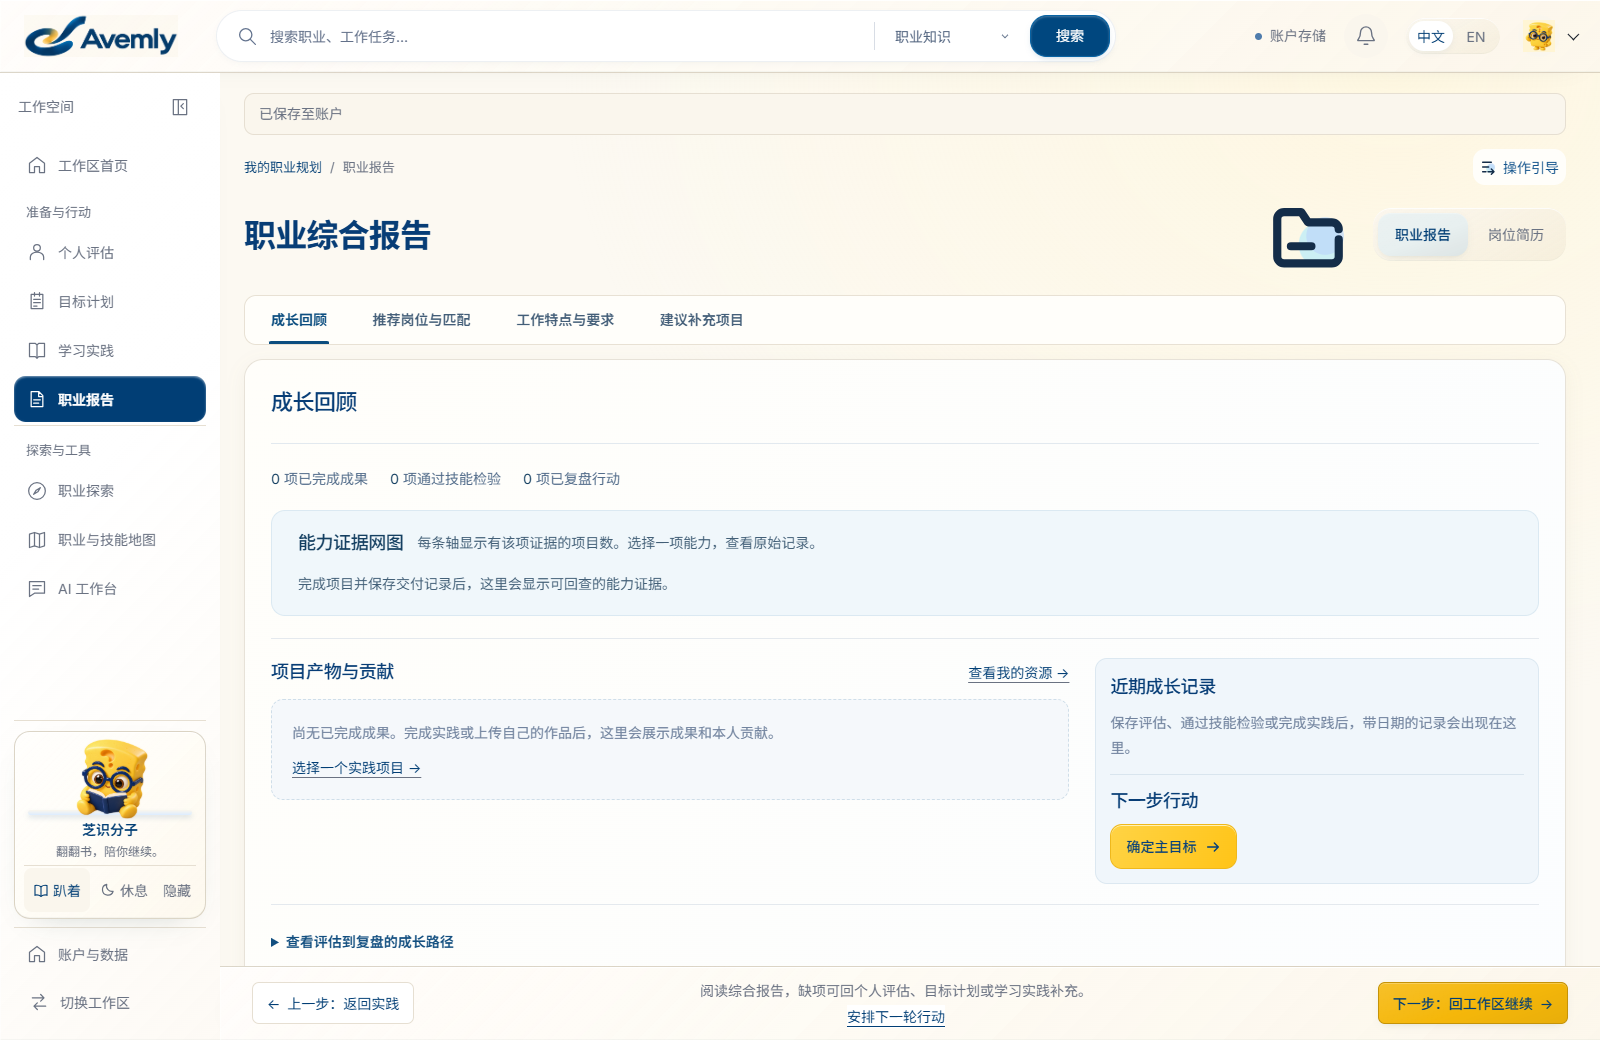 Avemly
搜索职业、工作任务...
职业知识
搜索
账户存储
中文
EN
工作空间
工作区首页
准备与行动
个人评估
目标计划
学习实践
职业报告
探索与工具
职业探索
职业与技能地图
AI 工作台
芝识分子
翻翻书，陪你继续。
趴着
休息
隐藏
账户与数据
切换工作区
已保存至账户
我的职业规划 / 职业报告
操作引导
职业综合报告
职业报告
岗位简历
成长回顾
推荐岗位与匹配
工作特点与要求
建议补充项目
成长回顾
0 项已完成成果
0 项通过技能检验
0 项已复盘行动
能力证据网图 每条轴显示有该项证据的项目数。选择一项能力，查看原始记录。
完成项目并保存交付记录后，这里会显示可回查的能力证据。
项目产物与贡献
查看我的资源 →
尚无已完成成果。完成实践或上传自己的作品后，这里会展示成果和本人贡献。
选择一个实践项目 →
近期成长记录
保存评估、通过技能检验或完成实践后，带日期的记录会出现在这
里。
下一步行动
确定主目标 →
▶ 查看评估到复盘的成长路径
← 上一步：返回实践
阅读综合报告，缺项可回个人评估、目标计划或学习实践补充。
安排下一轮行动
下一步：回工作区继续 →